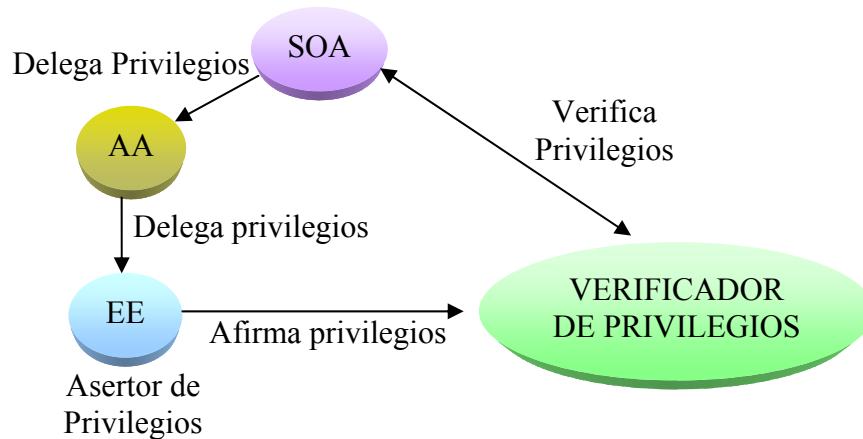 SOA
Delega Privilegios
AA
Verifica
Privilegios
Delega privilegios
EE
Afirma privilegios
VERIFICADOR
DE PRIVILEGIOS
Asertor de
Privilegios